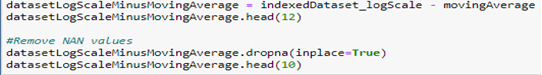 datasetLogScaleMinusMovingAverage = indexedDataset_logScale - movingAverage
datasetLogScaleMinusMovingAverage.head(12)
#Remove NAN values
datasetLogScaleMinusMovingAverage.dropna(inplace=True)
datasetLogScaleMinusMovingAverage.head(10)